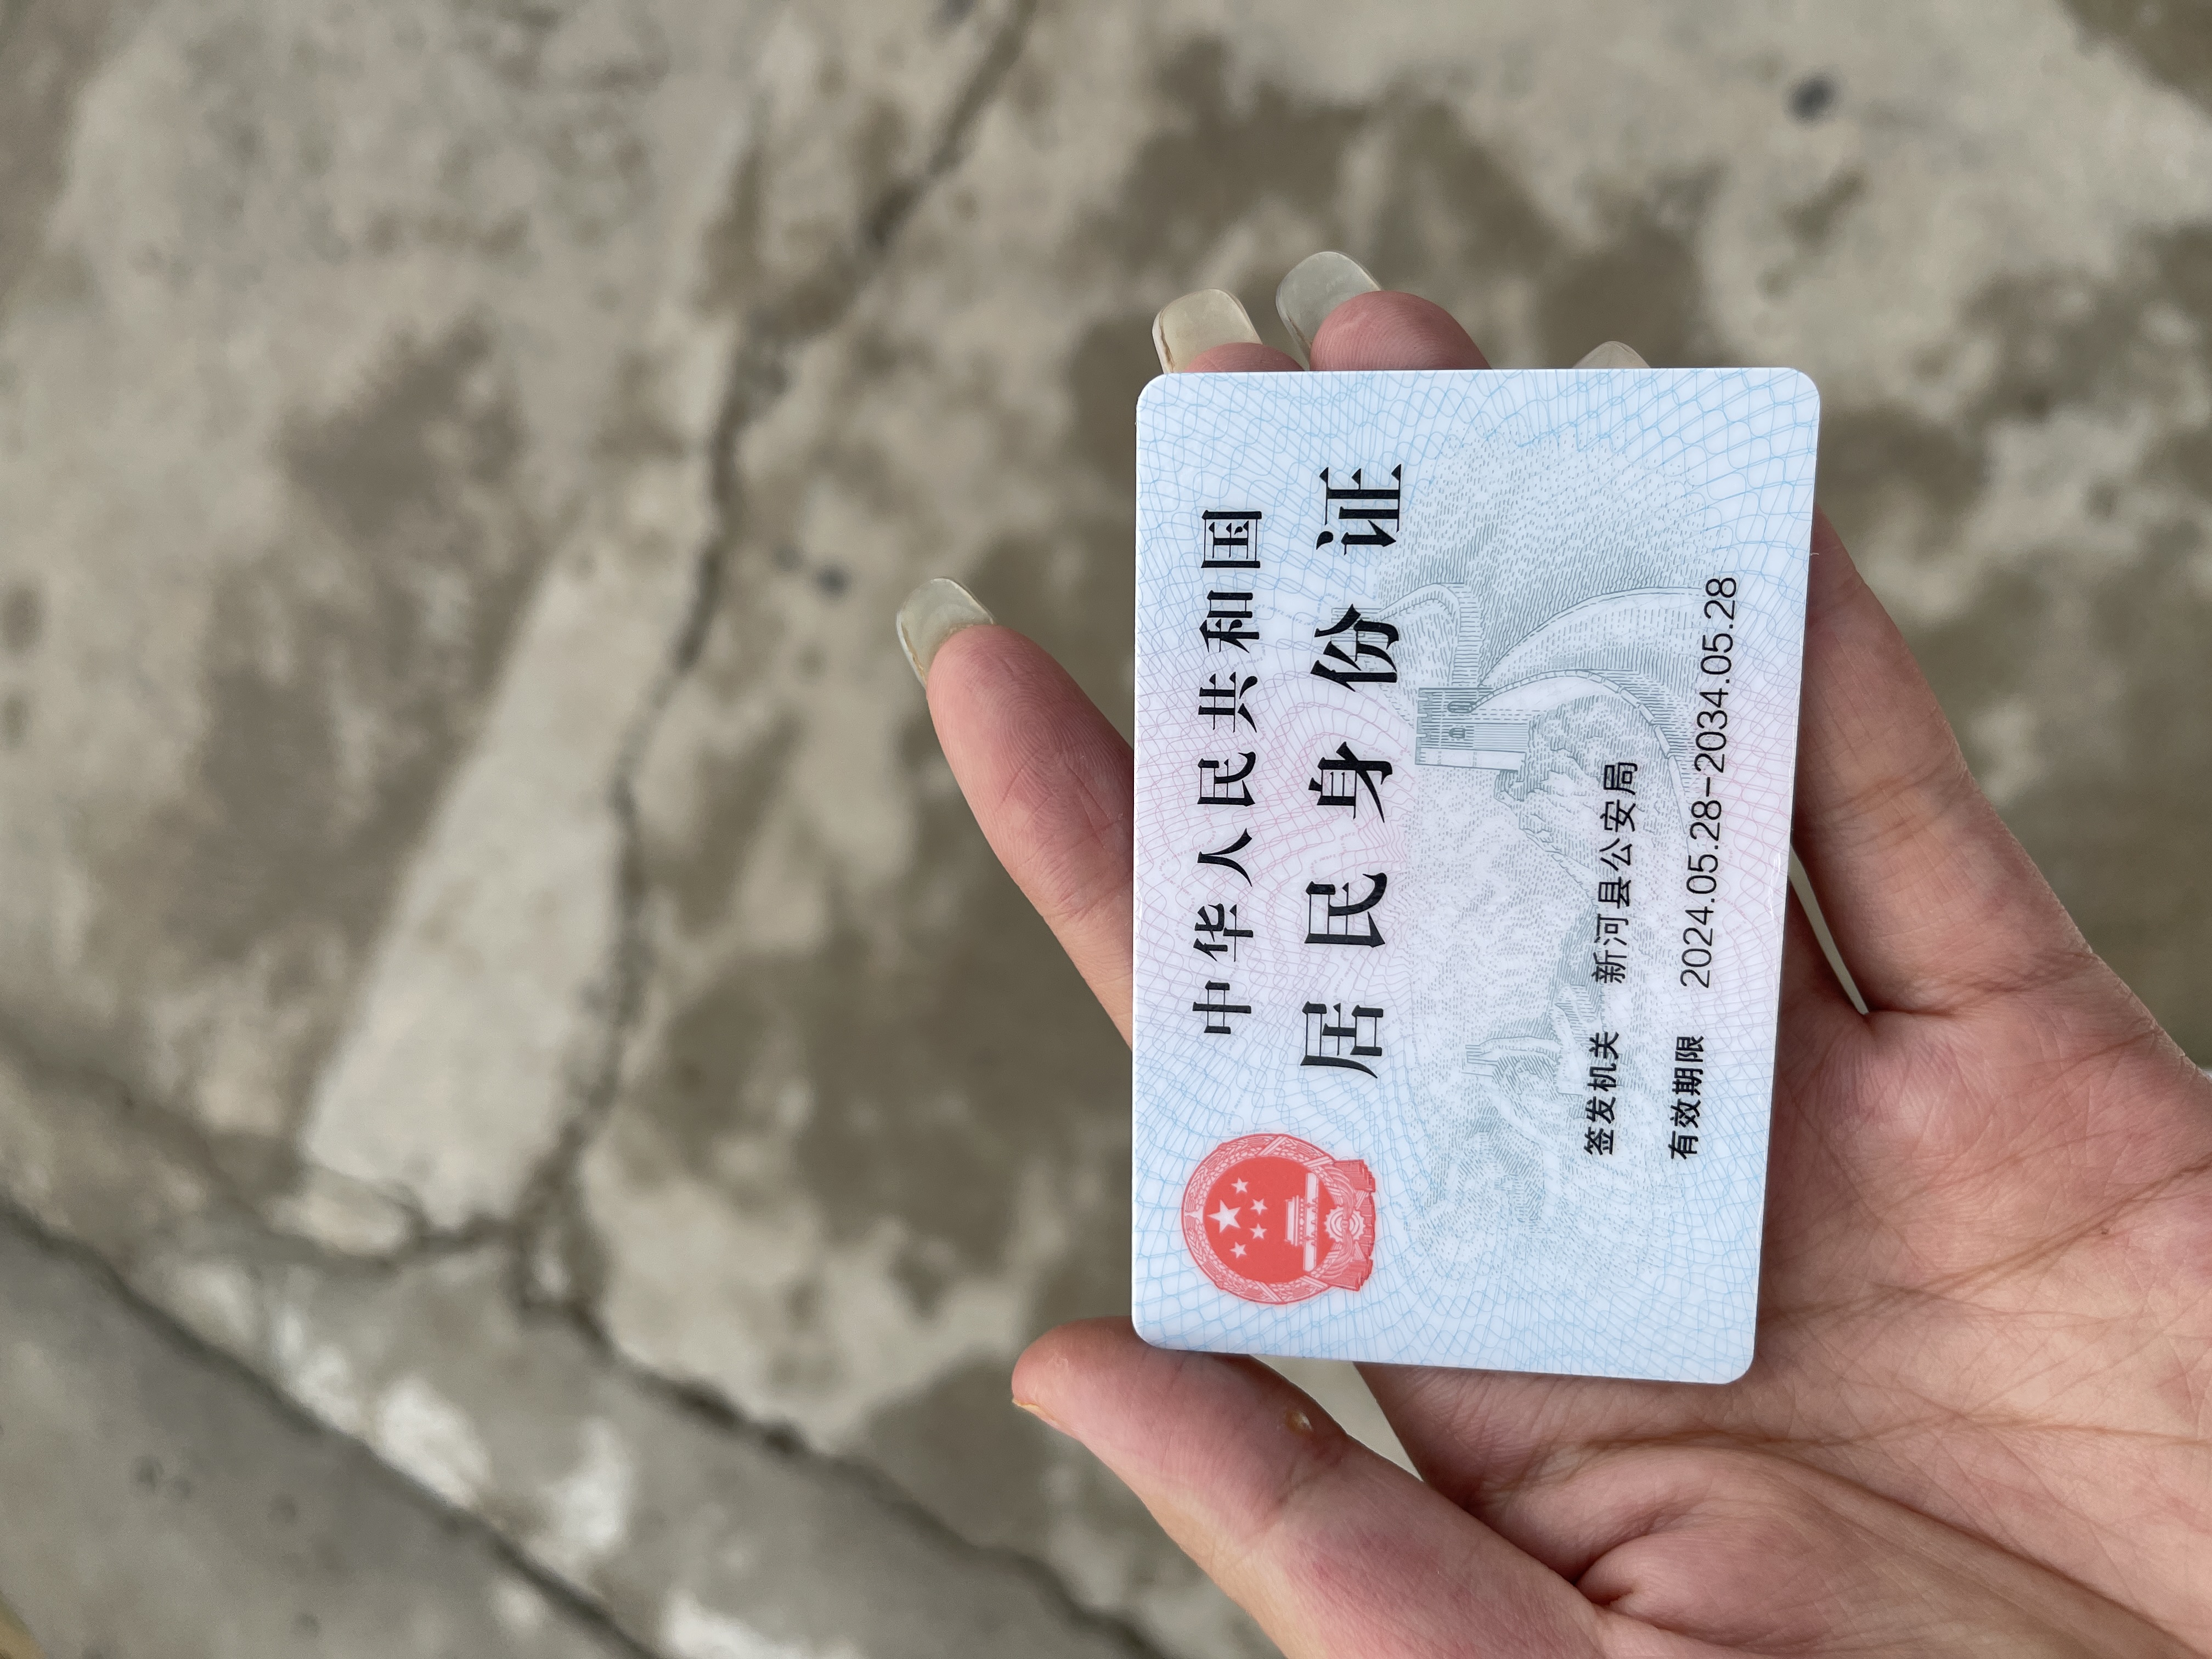 中华人民共和国
居民身份证
签发机关 新河县公安局
有效期限 2024.05.28-2034.05.28